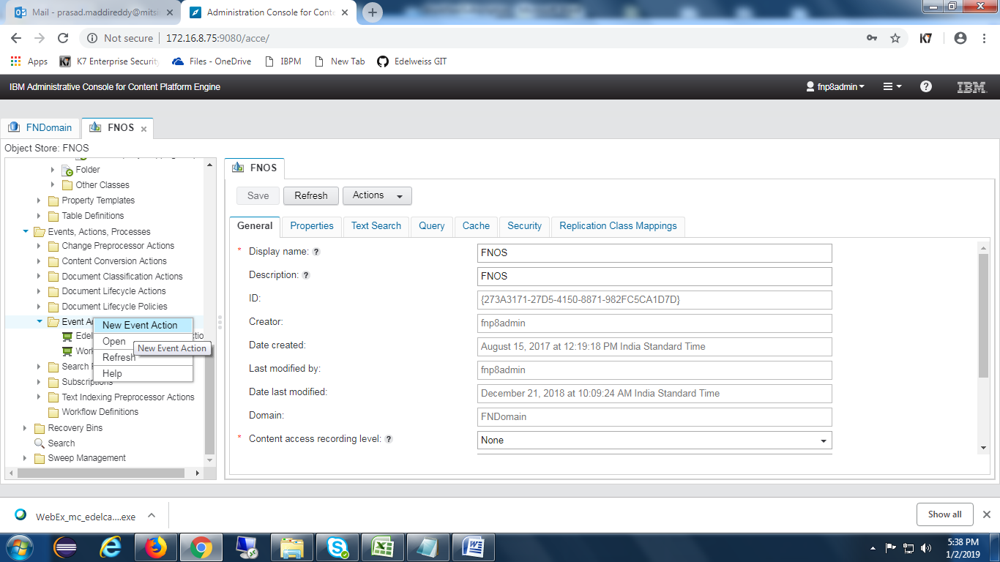 Mail - prasad.maddireddy@mitsi
Administration Console for Conte
Not secure 172.16.8.75:9080/acce/
Apps K7 Enterprise Security Files - OneDrive IBPM New Tab Edelweiss GIT
IBM Administrative Console for Content Platform Engine fnp8admin IBM.
FNDomain FNOS
Object Store: FNOS
Folder
Other Classes
Property Templates
Table Definitions
Events, Actions, Processes
Change Preprocessor Actions
Content Conversion Actions
Document Classification Actions
Document Lifecycle Actions
Document Lifecycle Policies
Event A
New Event Action
Open
Refresh
Help
New Event Action
Edel ctio
Work
Search
Subscriptions
Text Indexing Preprocessor Actions
Workflow Definitions
Recovery Bins
Search
Sweep Management
FNOS
Save Refresh Actions
General Properties Text Search Query Cache Security Replication Class Mappings
* Display name: ? FNOS
Description: ? FNOS
ID: {273A3171-27D5-4150-8871-982FC5CA1D7D}
Creator: fnp8admin
Date created: August 15, 2017 at 12:19:18 PM India Standard Time
Last modified by: fnp8admin
Date last modified: December 21, 2018 at 10:09:24 AM India Standard Time
Domain: FNDomain
* Content access recording level: ? None
WebEx_mc_edelca....exe
Show all
5:38 PM
1/2/2019